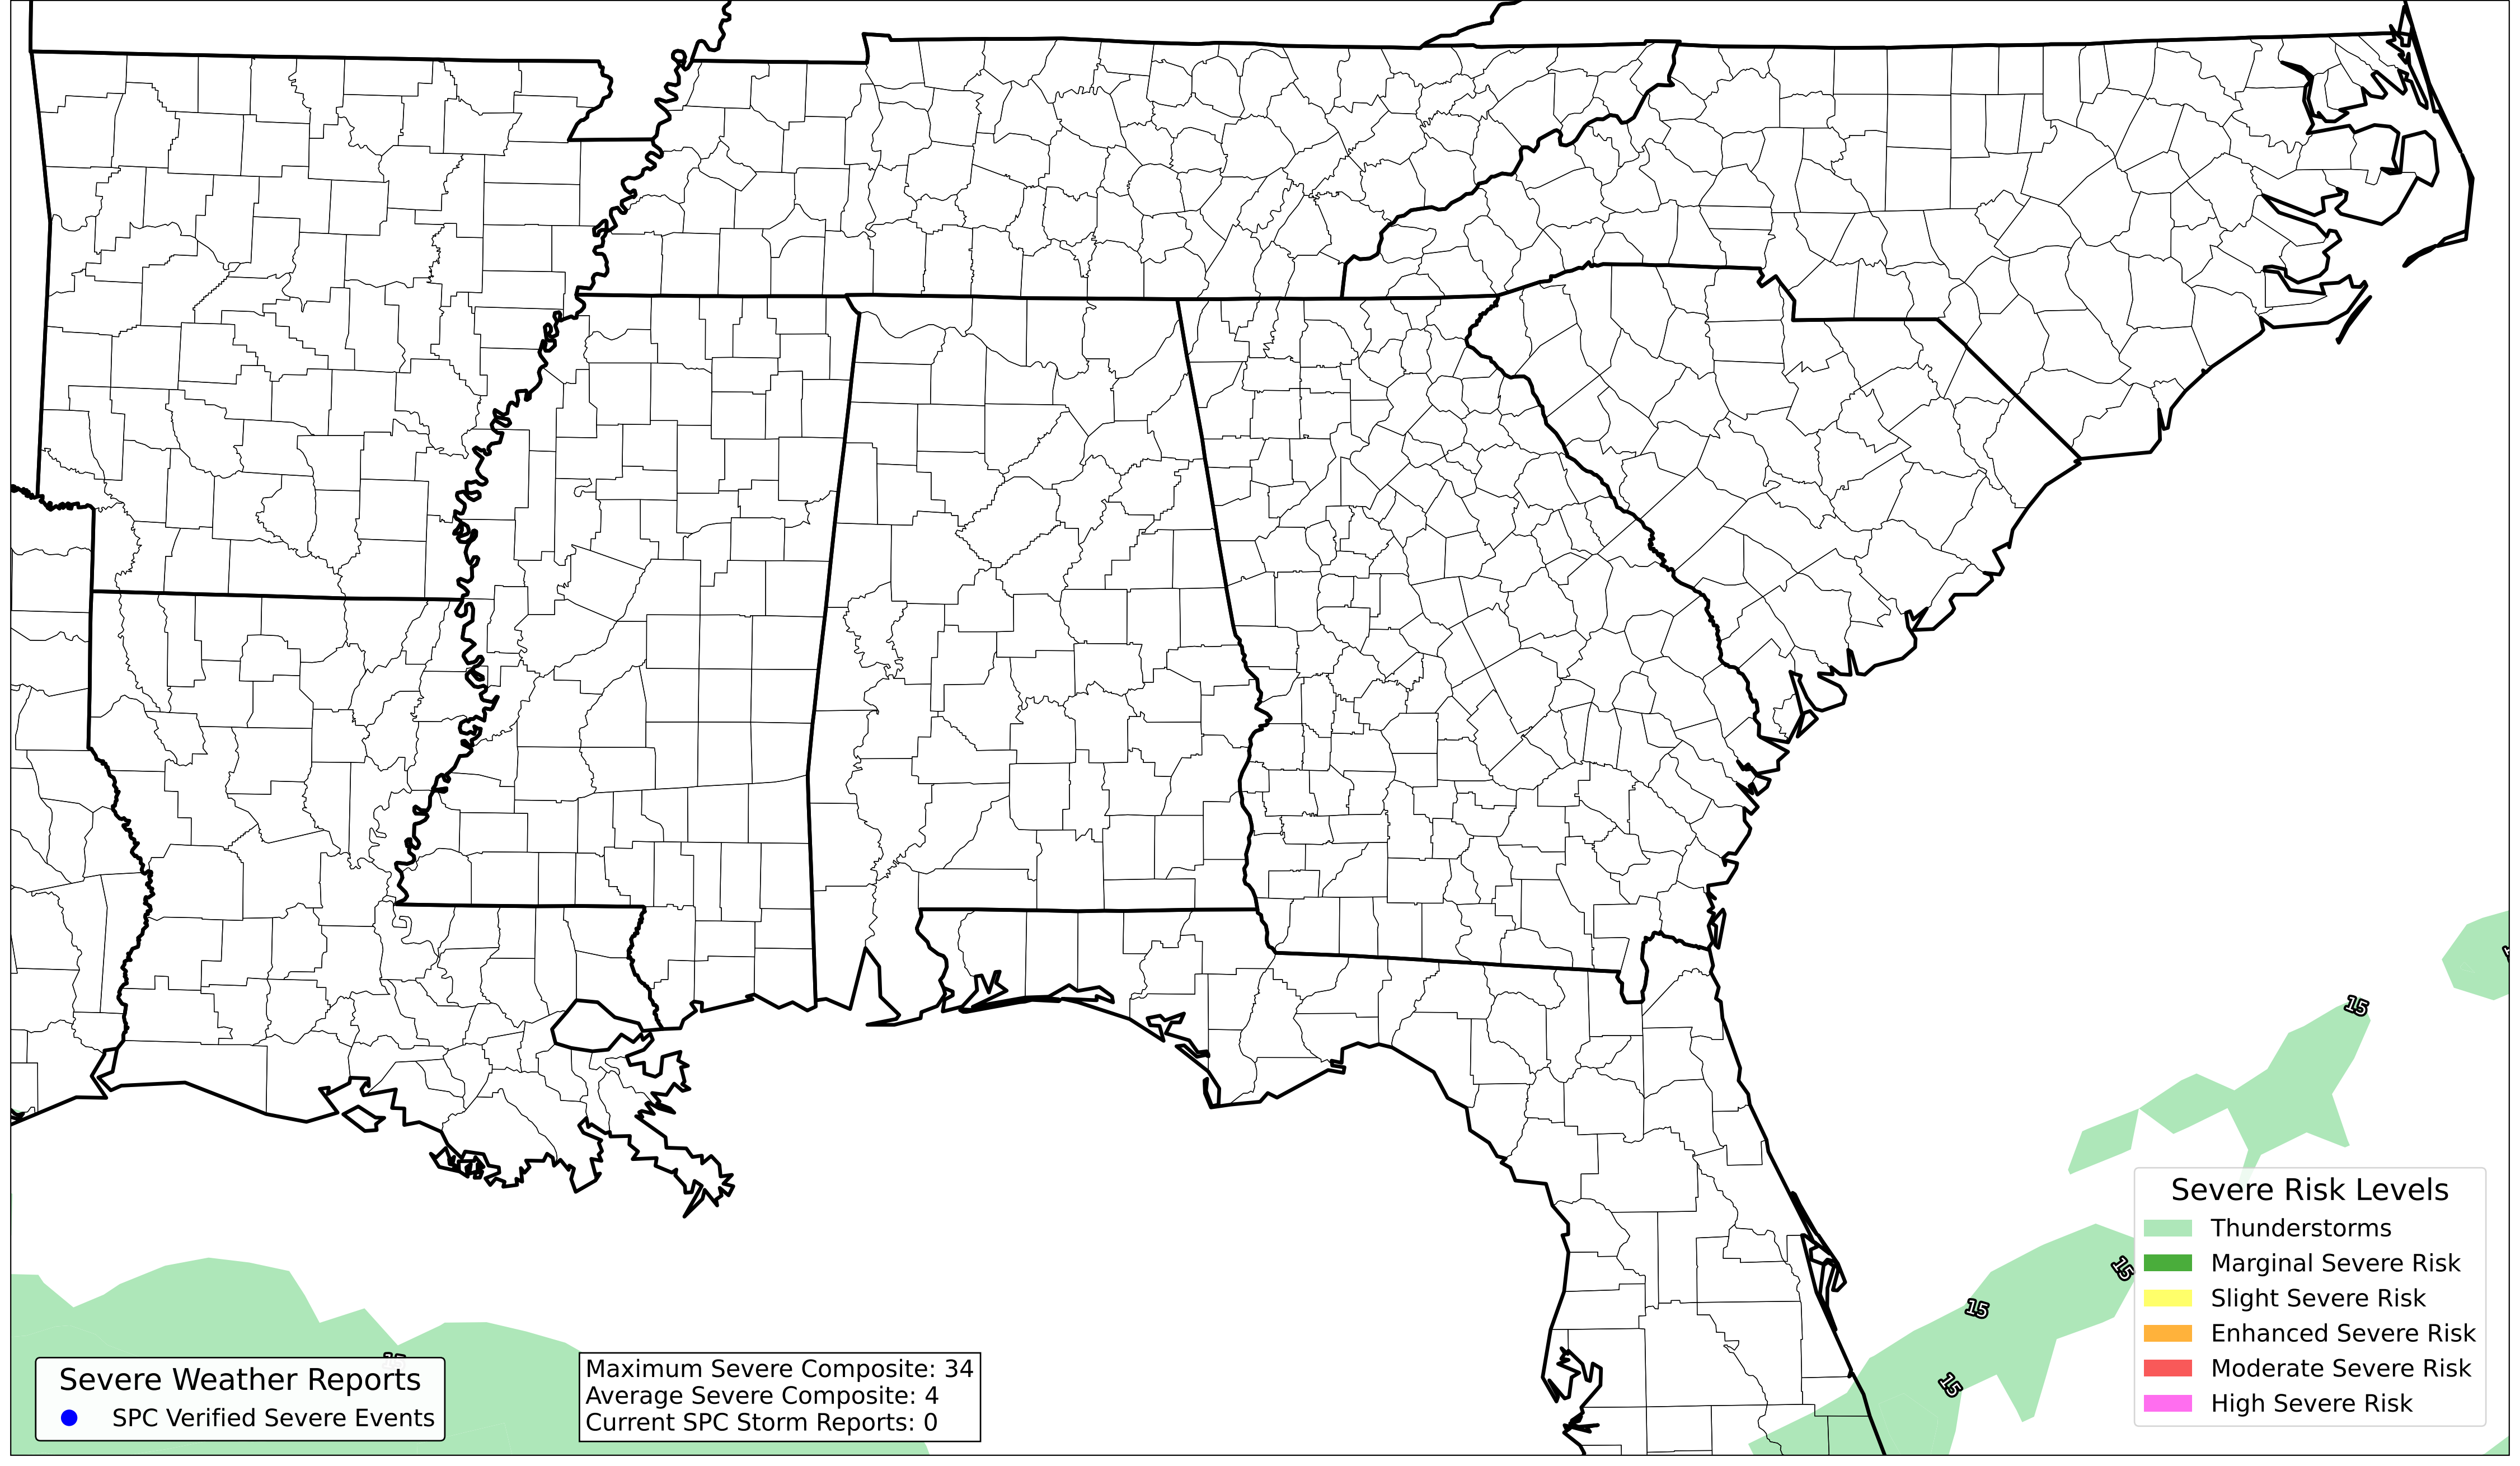 15
15
15
15
Severe Risk Levels
Thunderstorms
Marginal Severe Risk
Slight Severe Risk
Enhanced Severe Risk
Moderate Severe Risk
High Severe Risk
Severe Weather Reports
SPC Verified Severe Events
Maximum Severe Composite: 34
Average Severe Composite: 4
Current SPC Storm Reports: 0